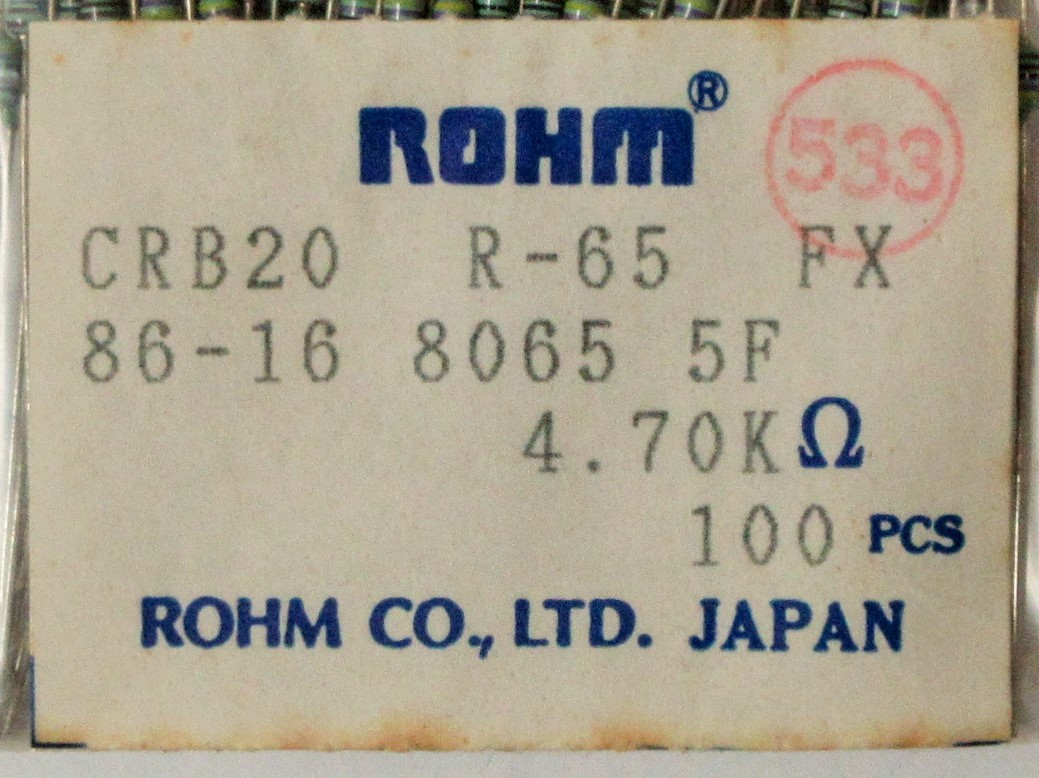 ROHM®
533
CRB20 R-65 FX
86-16 8065 5F
4.70KΩ
100 PCS
ROHM CO., LTD. JAPAN